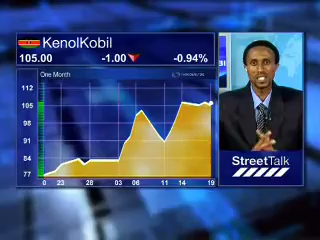 KenolKobil
105.00 -1.00 -0.94%
One Month
112
105
98
91
84
77
0 23 28 03 06 11 14 19
StreetTalk